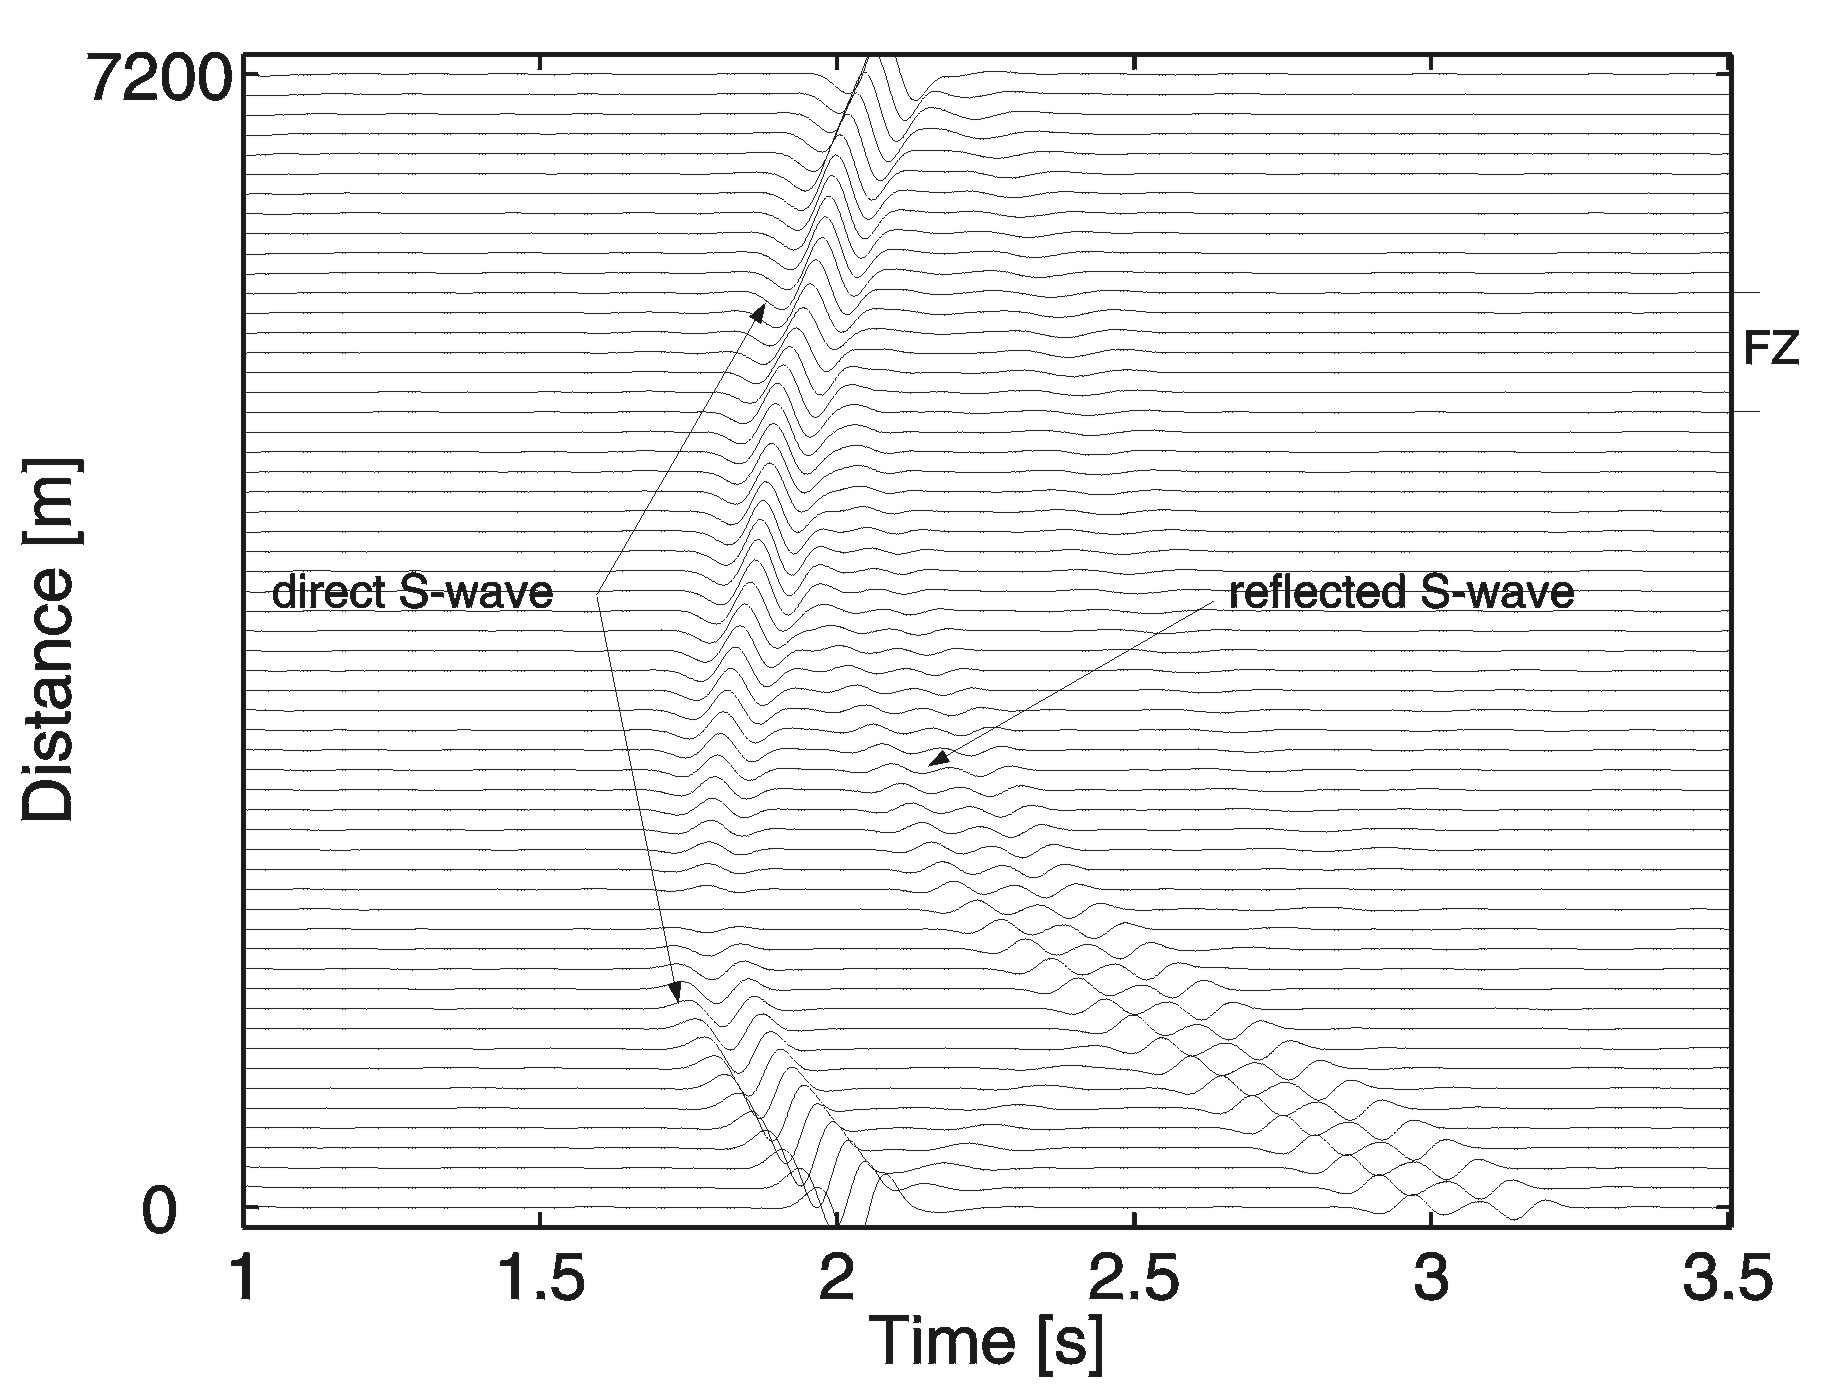 7200
FZ
direct S-wave
reflected S-wave
Distance [m]
0
1 1.5 2 2.5 3 3.5
Time [s]